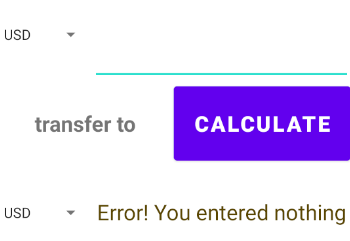 USD
transfer to CALCULATE
USD Error! You entered nothing